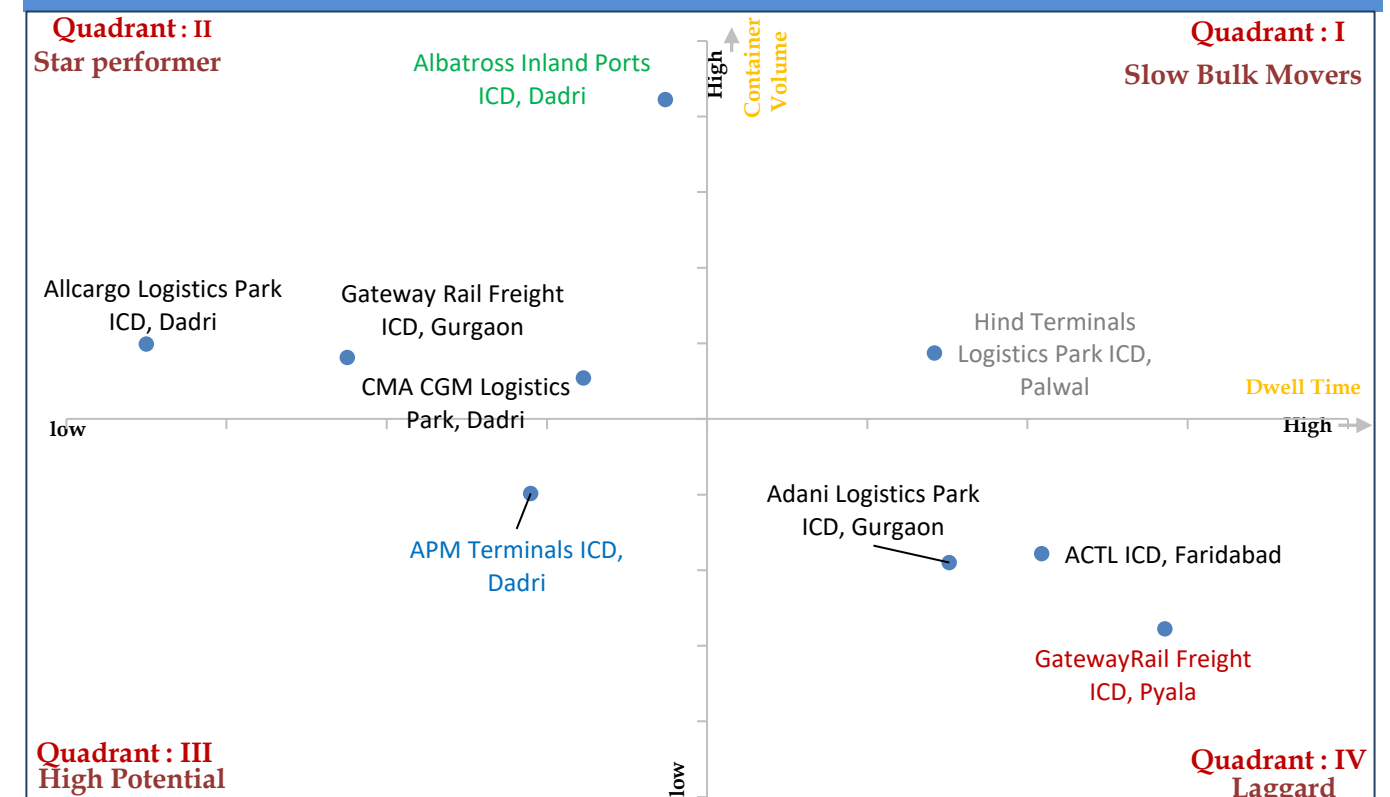 Quadrant : II
Star performer
Albatross Inland Ports
ICD, Dadri
High
Container
Volume
Quadrant : I
Slow Bulk Movers
Allcargo Logistics Park
ICD, Dadri
Gateway Rail Freight
ICD, Gurgaon
CMA CGM Logistics
Park, Dadri
Hind Terminals
Logistics Park ICD,
Palwal
Dwell Time
low
High
APM Terminals ICD,
Dadri
Adani Logistics Park
ICD, Gurgaon
ACTL ICD, Faridabad
GatewayRail Freight
ICD, Pyala
Quadrant : III
High Potential
low
Quadrant : IV
Laggard